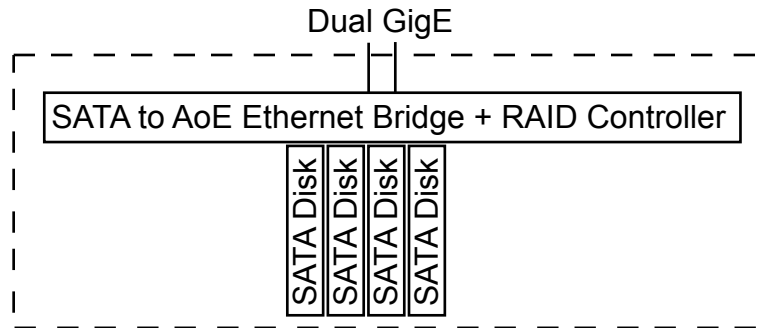 Dual GigE
SATA to AoE Ethernet Bridge + RAID Controller
SATA Disk
SATA Disk
SATA Disk
SATA Disk